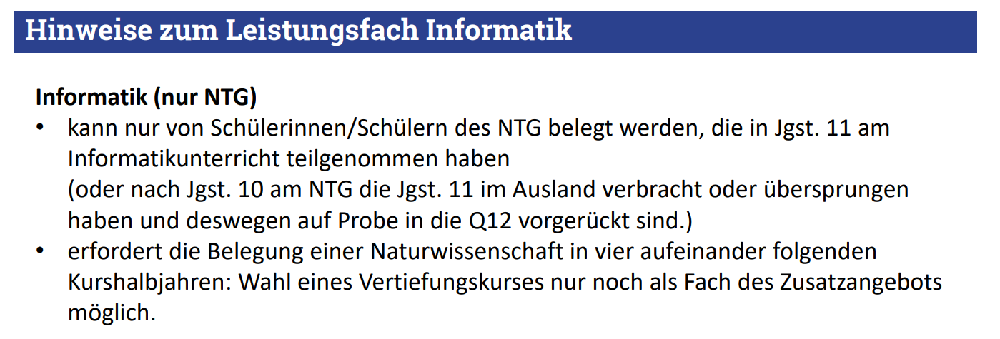 Hinweise zum Leistungsfach Informatik
Informatik (nur NTG)
• kann nur von Schülerinnen/Schülern des NTG belegt werden, die in Jgst. 11 am
Informatikunterricht teilgenommen haben
(oder nach Jgst. 10 am NTG die Jgst. 11 im Ausland verbracht oder übersprungen
haben und deswegen auf Probe in die Q12 vorgerückt sind.)
• erfordert die Belegung einer Naturwissenschaft in vier aufeinander folgenden
Kurshalbjahren: Wahl eines Vertiefungskurses nur noch als Fach des Zusatzangebots
möglich.